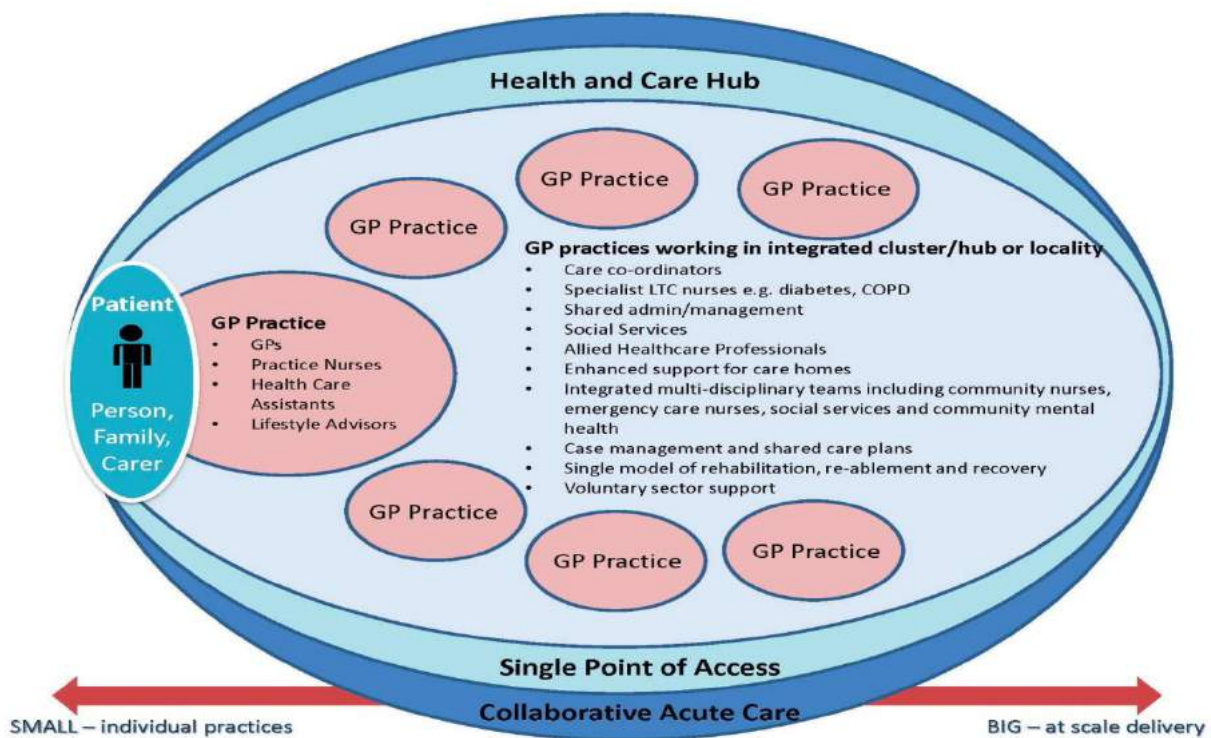 Health and Care Hub
GP Practice
GP Practice
GP Practice
GP practices working in integrated cluster/hub or locality
• Care co-ordinators
• Specialist LTC nurses e.g. diabetes, COPD
• Shared admin/management
• Social Services
• Allied Healthcare Professionals
• Enhanced support for care homes
• Integrated multi-disciplinary teams including community nurses,
emergency care nurses, social services and community mental
health
• Case management and shared care plans
• Single model of rehabilitation, re-ablement and recovery
• Voluntary sector support
Patient
Person,
Family,
Carer
GP Practice
• GPs
• Practice Nurses
• Health Care
Assistants
• Lifestyle Advisors
GP Practice
GP Practice
GP Practice
Single Point of Access
Collaborative Acute Care
SMALL – individual practices
BIG – at scale delivery